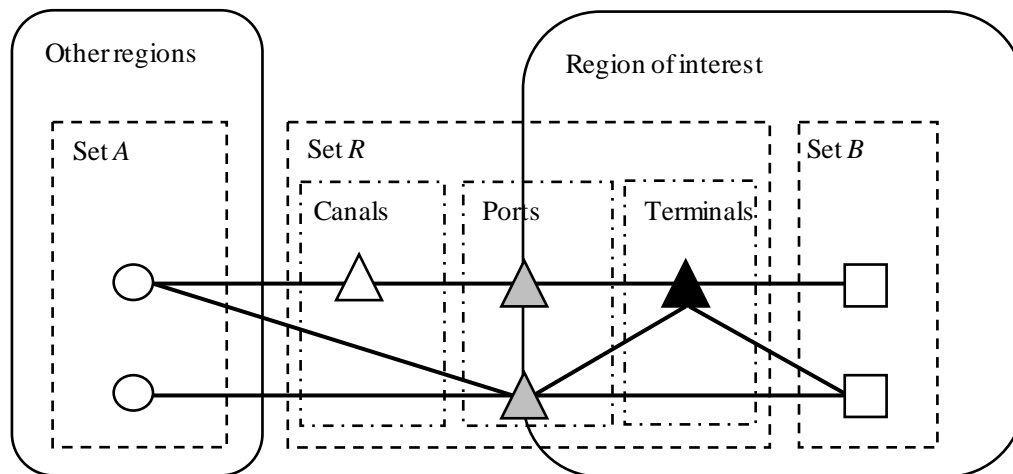 Other regions
Region of interest
Set A
Set R
Set B
Canals
Ports
Terminals